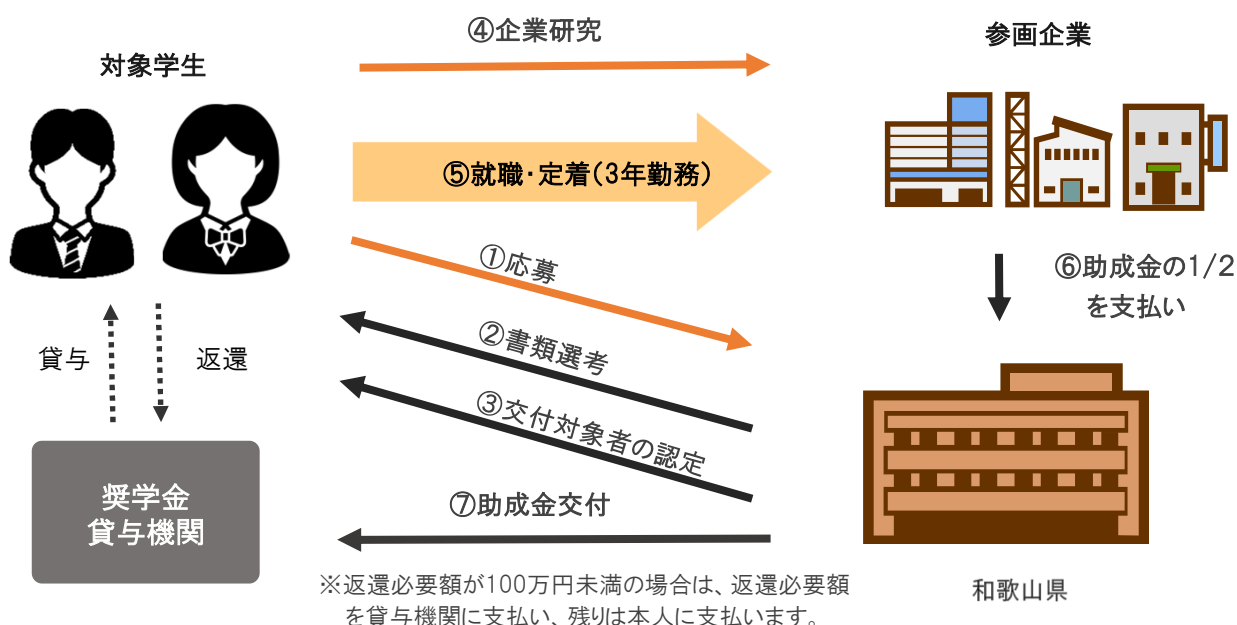 ④企業研究
参画企業
対象学生
⑤就職・定着(3年勤務)
①応募
⑥助成金の1/2
を支払い
②書類選考
貸与
返還
③交付対象者の認定
奨学金
貸与機関
⑦助成金交付
和歌山県
※返還必要額が100万円未満の場合は、返還必要額
を貸与機関に支払い、残りは本人に支払います。